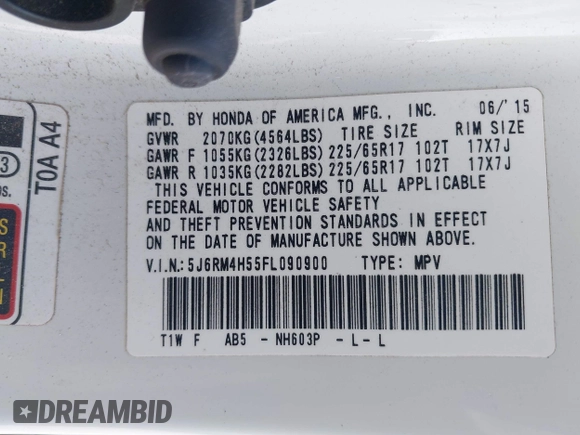 MFD. BY HONDA OF AMERICA MFG., INC. 06/'15
GVWR 2070KG(4564LBS) TIRE SIZE RIM SIZE
GAWR F 1055KG(2326LBS) 225/65R17 102T 17X7J
GAWR R 1035KG(2282LBS) 225/65R17 102T 17X7J
THIS VEHICLE CONFORMS TO ALL APPLICABLE
FEDERAL MOTOR VEHICLE SAFETY
AND THEFT PREVENTION STANDARDS IN EFFECT
ON THE DATE OF MANUFACTURE SHOWN ABOVE.
V.I.N.:5J6RM4H55FL090900 TYPE: MPV
T1W F AB5 - NH603P - L - L
T0A A4
3
os.
S
R
DREAMBID